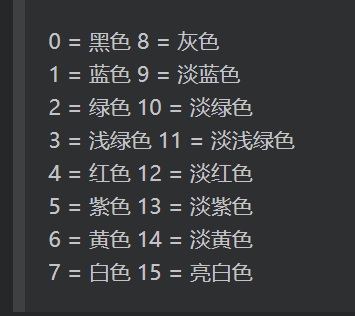 0 = 黑色 8 = 灰色
1 = 蓝色 9 = 淡蓝色
2 = 绿色 10 = 淡绿色
3 = 浅绿色 11 = 淡浅绿色
4 = 红色 12 = 淡红色
5 = 紫色 13 = 淡紫色
6 = 黄色 14 = 淡黄色
7 = 白色 15 = 亮白色